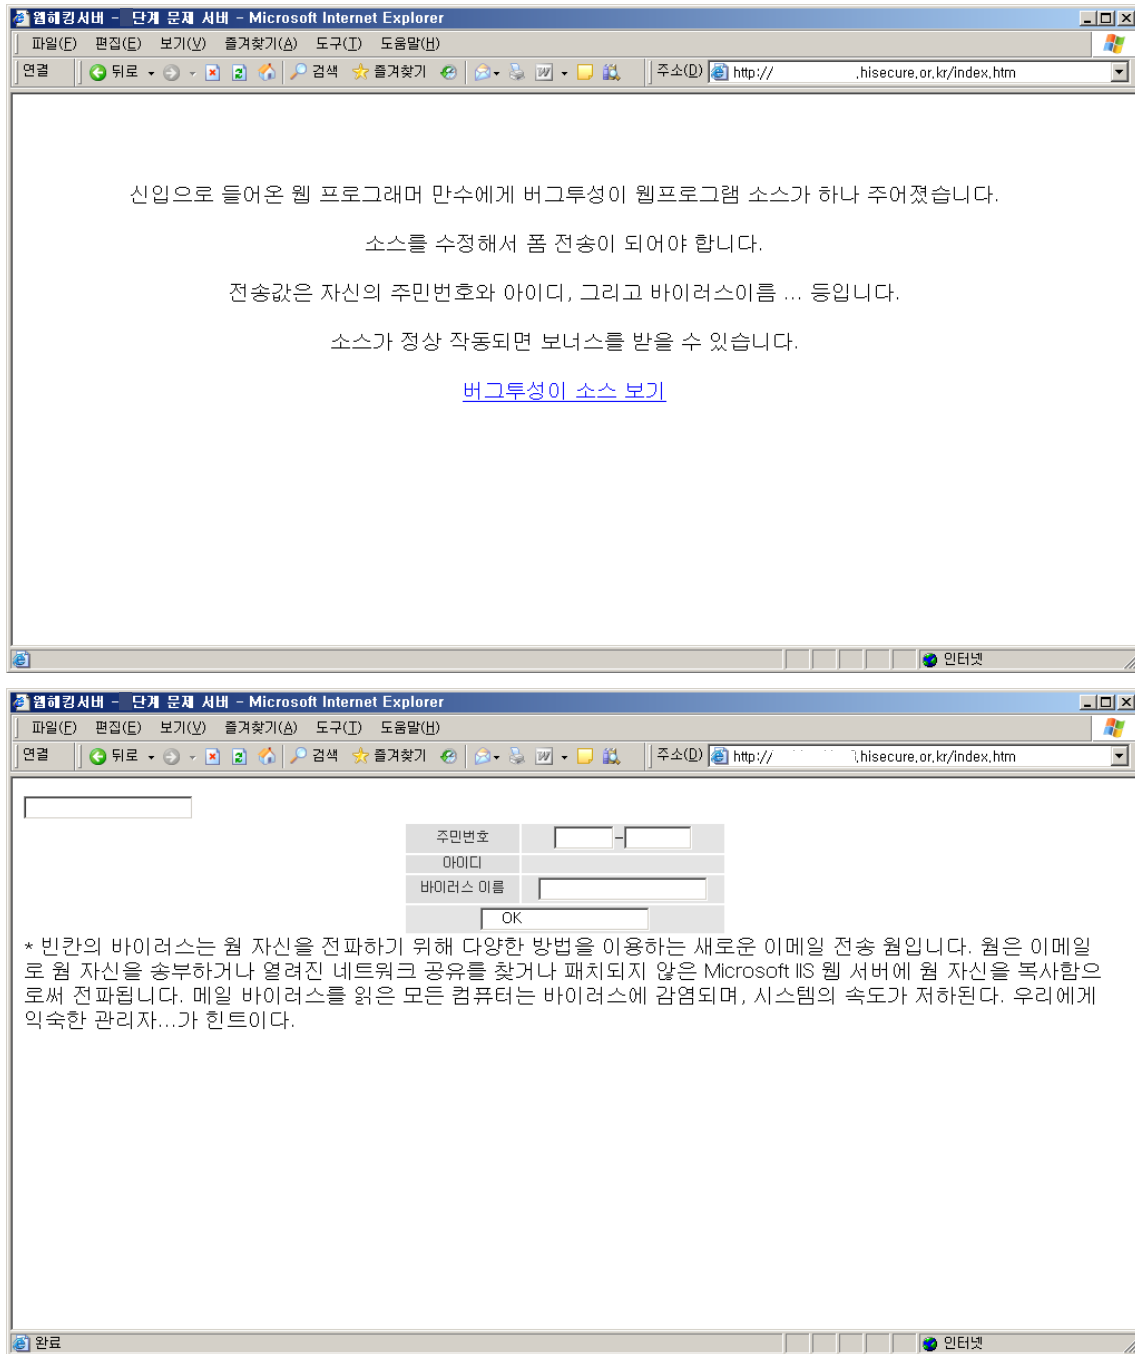 웹해킹서버 - 단계 문제 서버 - Microsoft Internet Explorer
파일(F) 편집(E) 보기(V) 즐겨찾기(A) 도구(T) 도움말(H)
연결 뒤로 검색 즐겨찾기 주소(D) http:// .hisecure.or.kr/index.htm
신입으로 들어온 웹 프로그래머 만수에게 버그투성이 웹프로그램 소스가 하나 주어졌습니다.
소스를 수정해서 폼 전송이 되어야 합니다.
전송값은 자신의 주민번호와 아이디, 그리고 바이러스이름 ... 등입니다.
소스가 정상 작동되면 보너스를 받을 수 있습니다.
버그투성이 소스 보기
인터넷
웹해킹서버 - 단계 문제 서버 - Microsoft Internet Explorer
파일(F) 편집(E) 보기(V) 즐겨찾기(A) 도구(T) 도움말(H)
연결 뒤로 검색 즐겨찾기 주소(D) http:// .hisecure.or.kr/index.htm
주민번호 -
아이디
바이러스 이름
OK
* 빈칸의 바이러스는 웜 자신을 전파하기 위해 다양한 방법을 이용하는 새로운 이메일 전송 웜입니다. 웜은 이메일
로 웜 자신을 송부하거나 열려진 네트워크 공유를 찾거나 패치되지 않은 Microsoft IIS 웹 서버에 웜 자신을 복사함으
로써 전파됩니다. 메일 바이러스를 읽은 모든 컴퓨터는 바이러스에 감염되며, 시스템의 속도가 저하된다. 우리에게
익숙한 관리자...가 힌트이다.
완료 인터넷